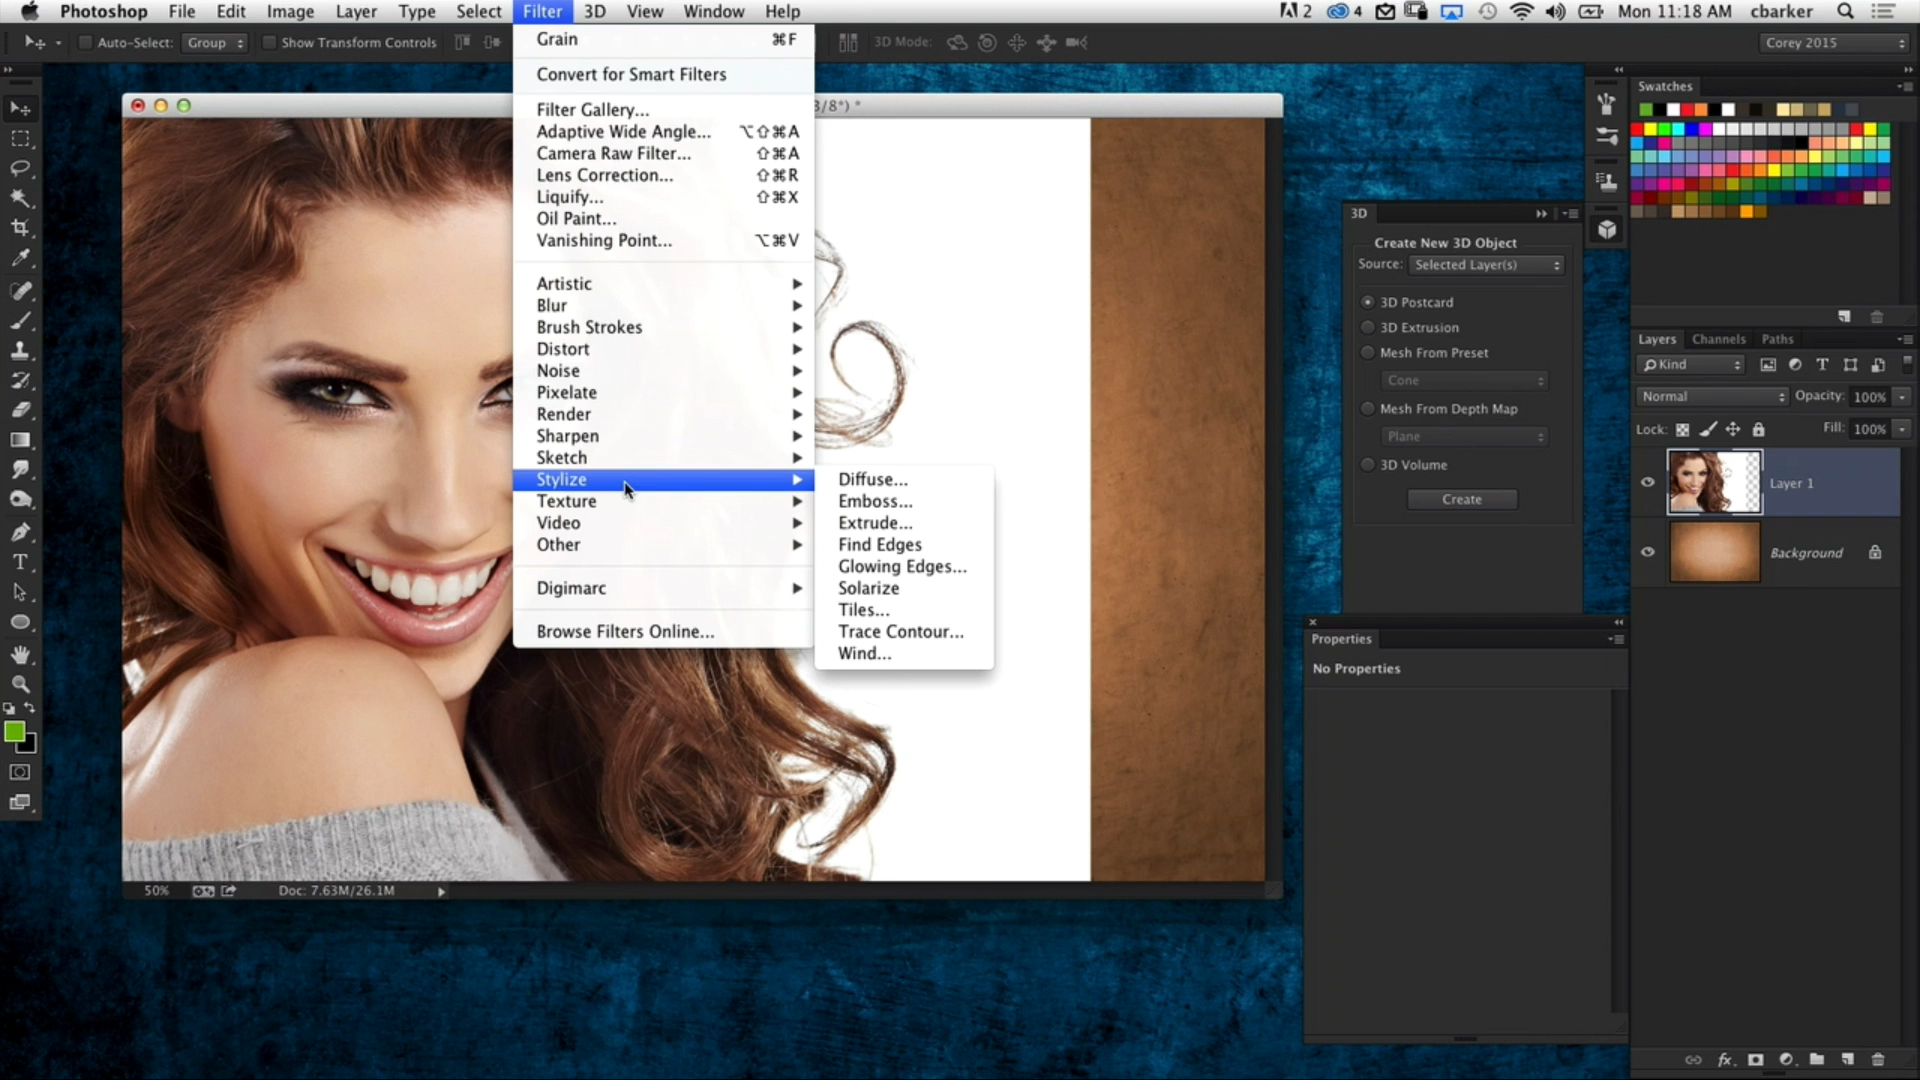 Photoshop File Edit Image Layer Type Select Filter 3D View Window Help 2 4 Mon 11:18 AM cbarker
Auto-Select: Group Show Transform Controls 3D Mode: Corey 2015
Grain ⌘F
Convert for Smart Filters
Filter Gallery...
Adaptive Wide Angle... ⌥⇧⌘A
Camera Raw Filter... ⇧⌘A
Lens Correction... ⇧⌘R
Liquify... ⇧⌘X
Oil Paint...
Vanishing Point... ⌥⌘V
Artistic
Blur
Brush Strokes
Distort
Noise
Pixelate
Render
Sharpen
Sketch
Stylize
Texture
Video
Other
Digimarc
Browse Filters Online...
Diffuse...
Emboss...
Extrude...
Find Edges
Glowing Edges...
Solarize
Tiles...
Trace Contour...
Wind...
3/8*) *
50% Doc: 7.63M/26.1M
3D
Create New 3D Object
Source: Selected Layer(s)
3D Postcard
3D Extrusion
Mesh From Preset
Cone
Mesh From Depth Map
Plane
3D Volume
Create
Properties
No Properties
Swatches
Layers Channels Paths
Kind
Normal Opacity: 100%
Lock: Fill: 100%
Layer 1
Background